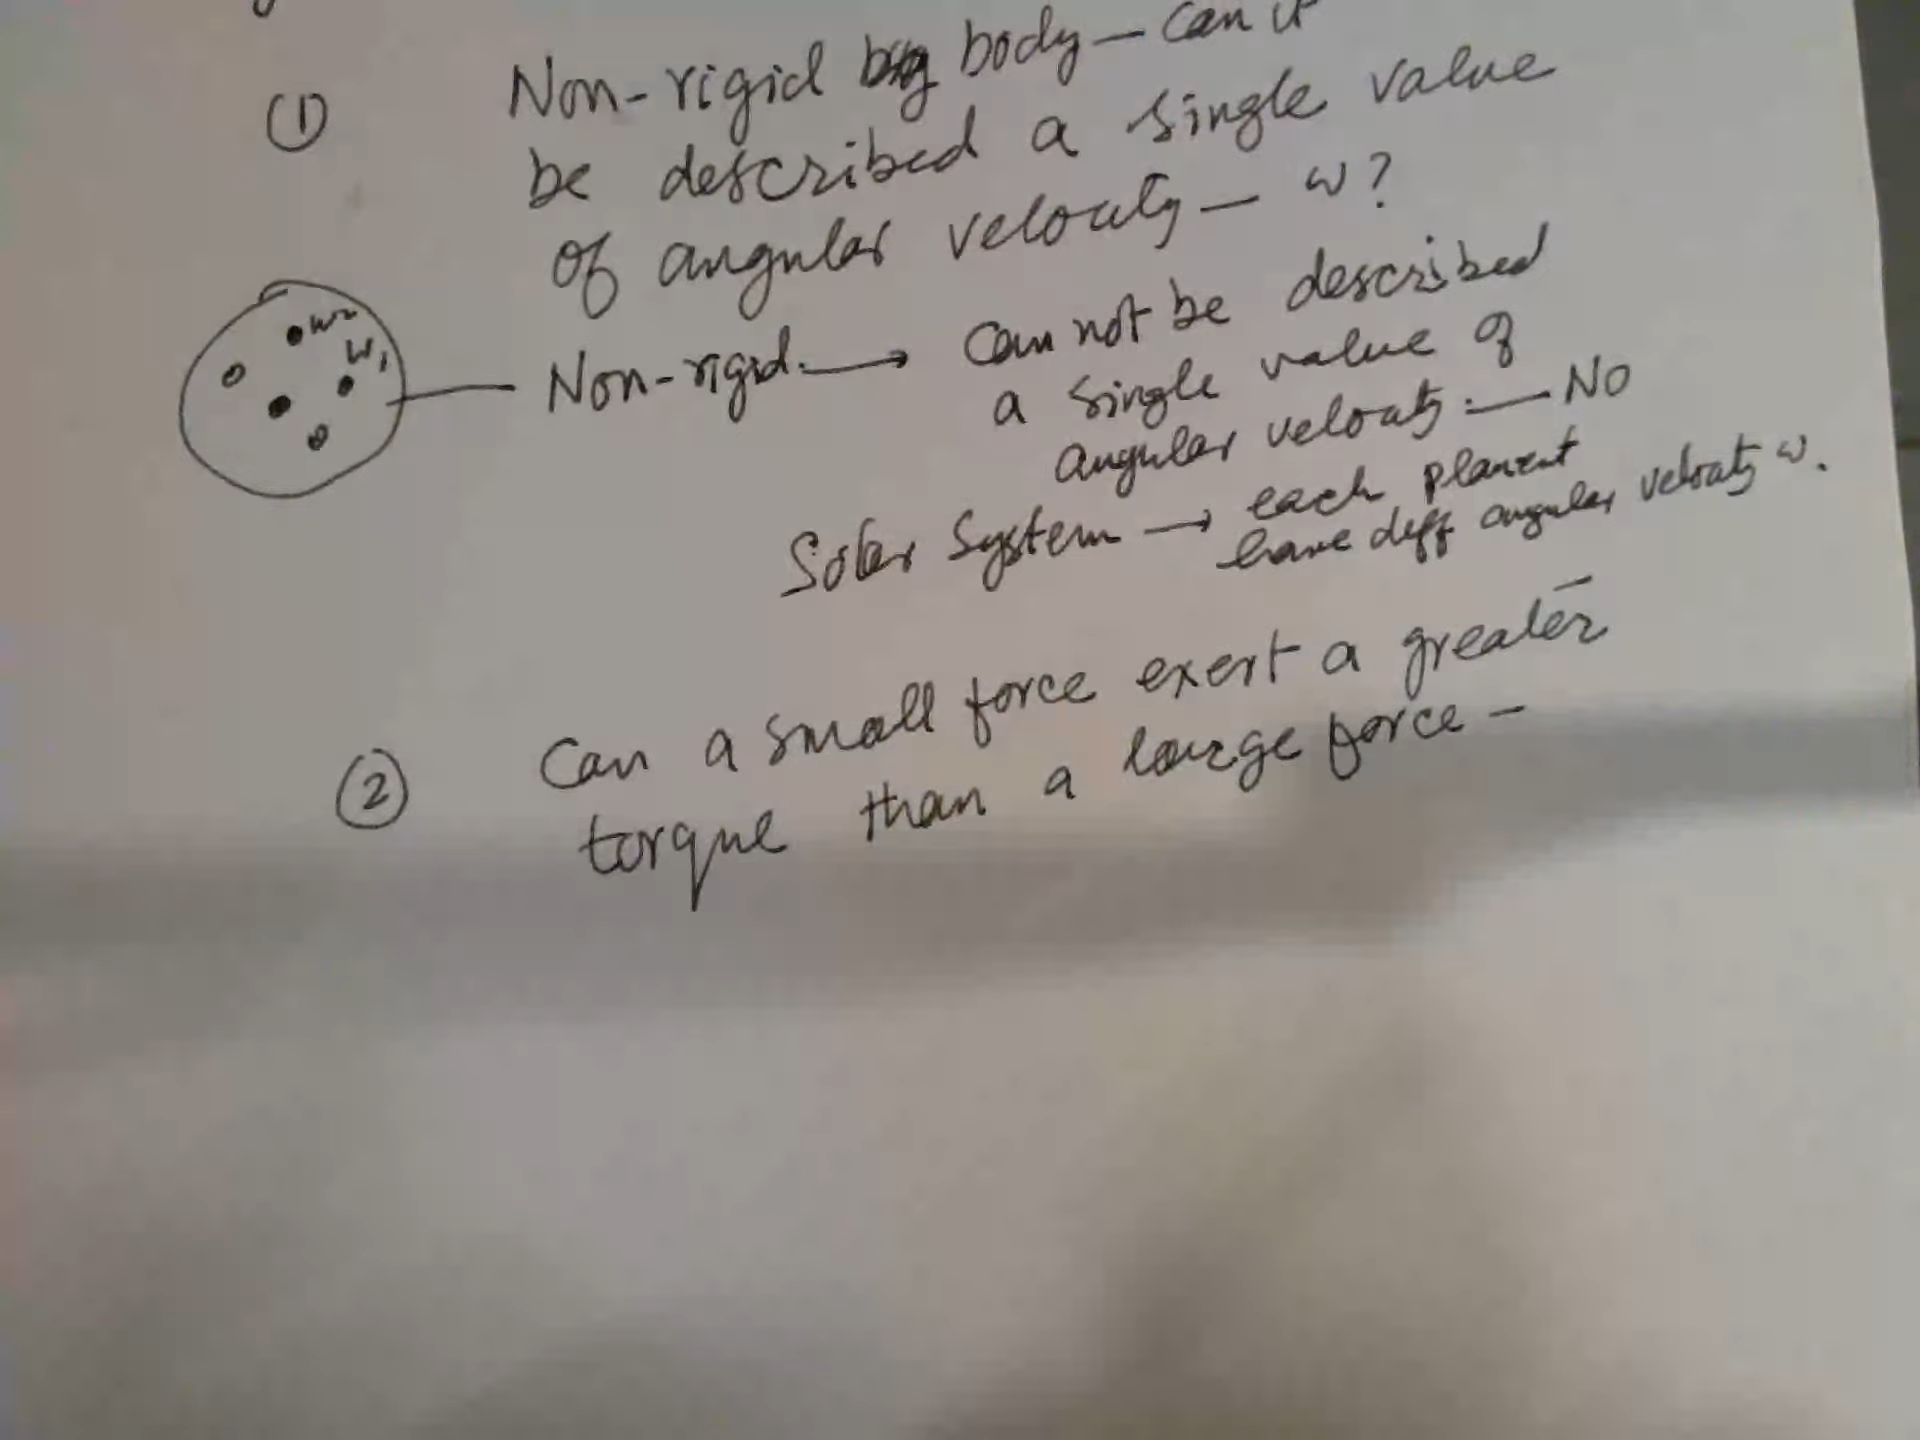 ① Non-rigid body — Can it
be described a single value
of angular velocity — ω?
ω₂
ω₁
Non-rigid. → Can not be described
a single value of
angular velocity. — NO
Solar System → each planent
have diff angular velocity ω.
② Can a small force exert a greater
torque than a large force —